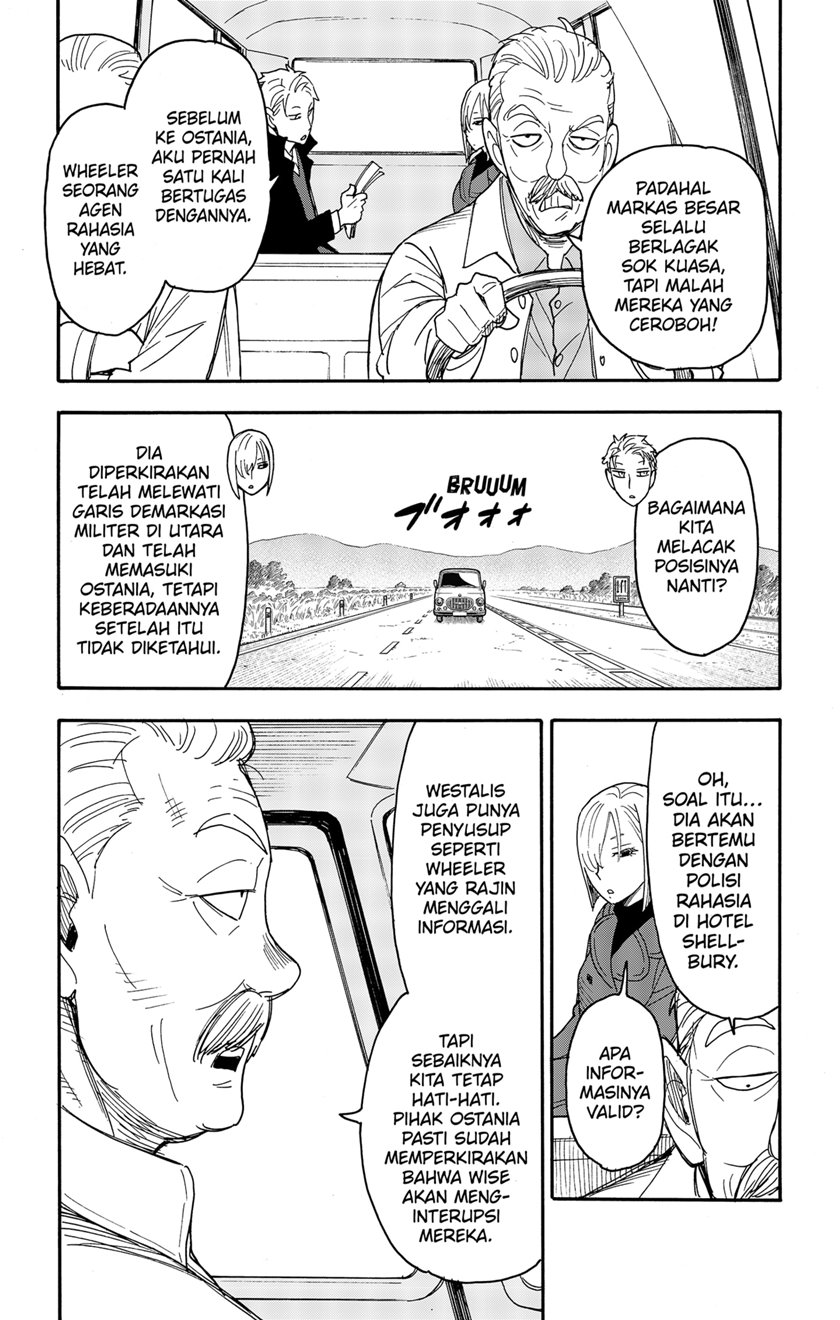 PADAHAL
MARKAS BESAR
SELALU
BERLAGAK
SOK KUASA,
TAPI MALAH
MEREKA YANG
CEROBOH!
SEBELUM
KE OSTANIA,
AKU PERNAH
SATU KALI
BERTUGAS
DENGANNYA.
WHEELER
SEORANG
AGEN
RAHASIA
YANG
HEBAT.
BAGAIMANA
KITA
MELACAK
POSISINYA
NANTI?
BRUUUM
ブオオオ
DIA
DIPERKIRAKAN
TELAH MELEWATI
GARIS DEMARKASI
MILITER DI UTARA
DAN TELAH
MEMASUKI
OSTANIA, TETAPI
KEBERADAANNYA
SETELAH ITU
TIDAK DIKETAHUI.
OH,
SOAL ITU...
DIA AKAN
BERTEMU
DENGAN
POLISI
RAHASIA
DI HOTEL
SHELL-
BURY.
APA
INFOR-
MASINYA
VALID?
WESTALIS
JUGA PUNYA
PENYUSUP
SEPERTI
WHEELER
YANG RAJIN
MENGGALI
INFORMASI.
TAPI
SEBAIKNYA
KITA TETAP
HATI-HATI.
PIHAK OSTANIA
PASTI SUDAH
MEMPERKIRAKAN
BAHWA WISE
AKAN MENG-
INTERUPSI
MEREKA.